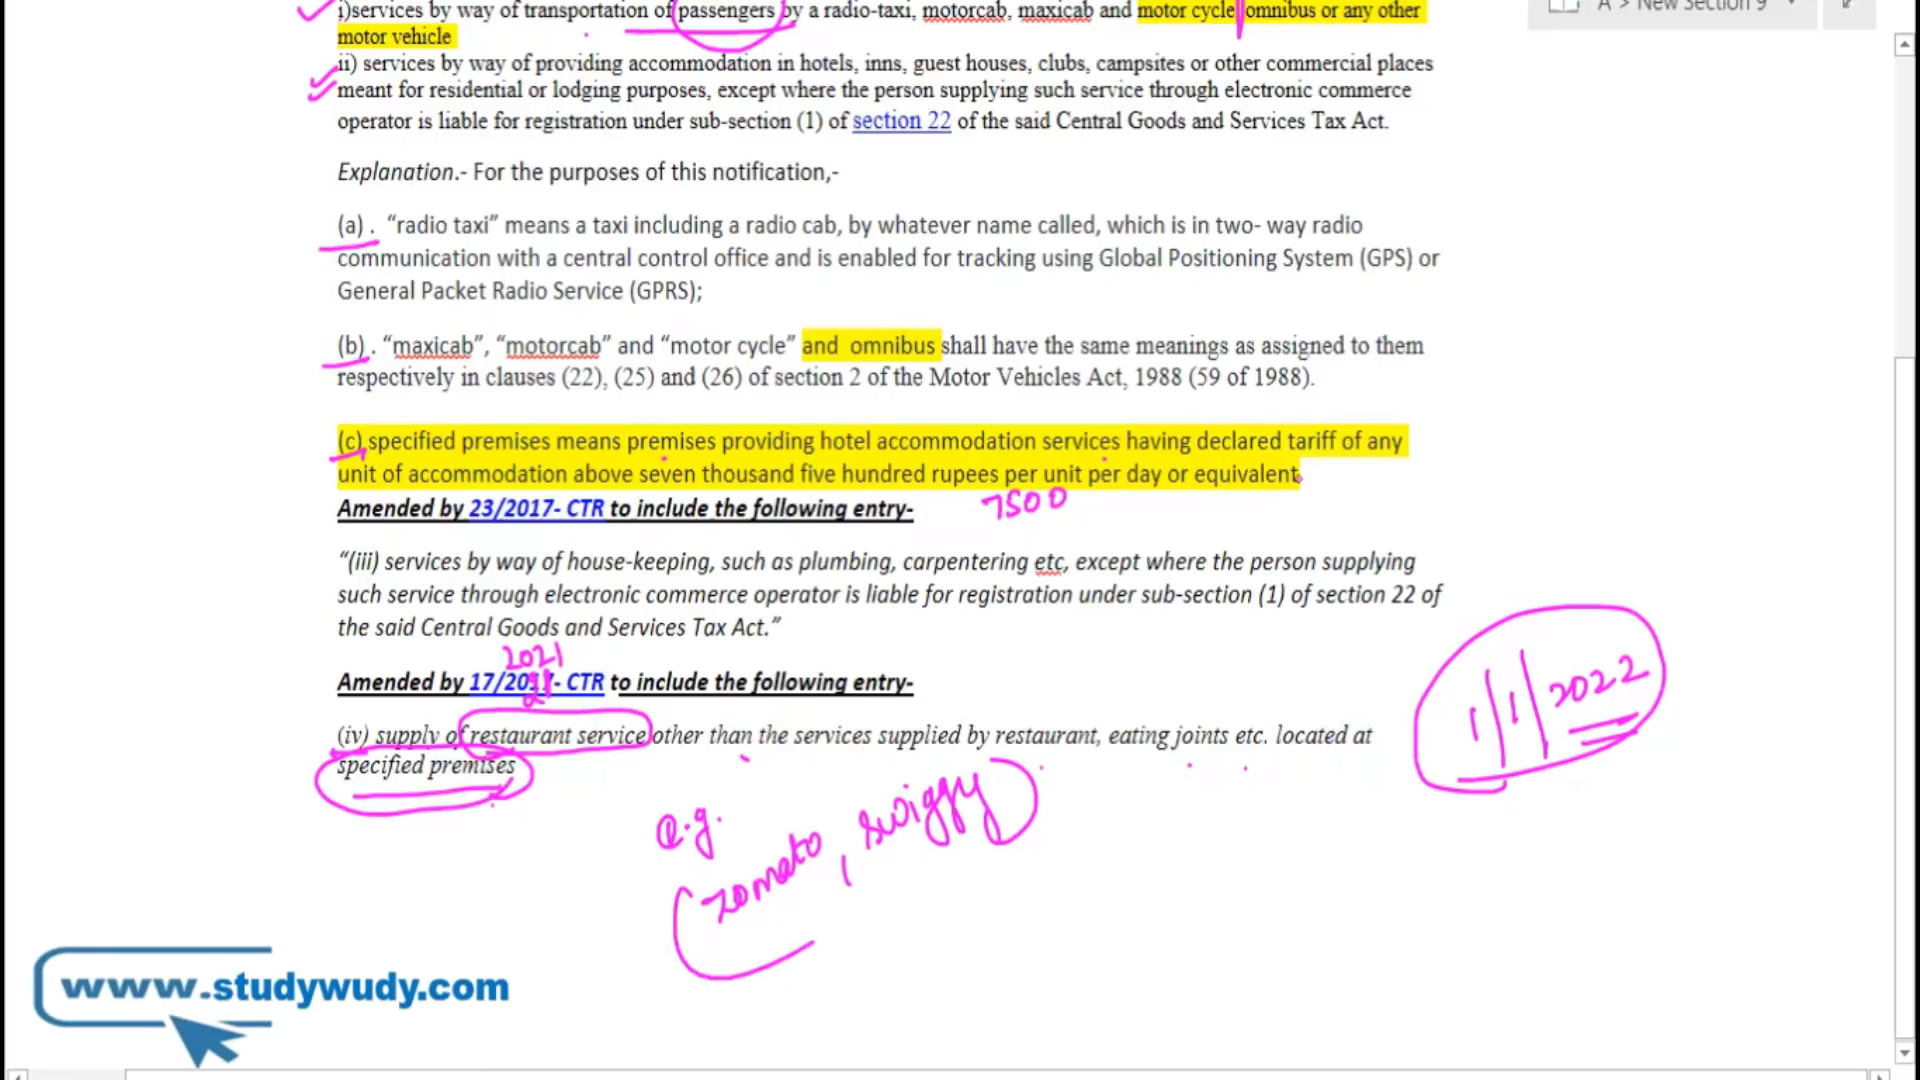 A > New Section 9
i)services by way of transportation of passengers by a radio-taxi, motorcab, maxicab and motor cycle omnibus or any other
motor vehicle
ii) services by way of providing accommodation in hotels, inns, guest houses, clubs, campsites or other commercial places
meant for residential or lodging purposes, except where the person supplying such service through electronic commerce
operator is liable for registration under sub-section (1) of section 22 of the said Central Goods and Services Tax Act.
Explanation.- For the purposes of this notification,-
(a) . “radio taxi” means a taxi including a radio cab, by whatever name called, which is in two- way radio
communication with a central control office and is enabled for tracking using Global Positioning System (GPS) or
General Packet Radio Service (GPRS);
(b) . “maxicab”, “motorcab” and “motor cycle” and omnibus shall have the same meanings as assigned to them
respectively in clauses (22), (25) and (26) of section 2 of the Motor Vehicles Act, 1988 (59 of 1988).
(c) specified premises means premises providing hotel accommodation services having declared tariff of any
unit of accommodation above seven thousand five hundred rupees per unit per day or equivalent
Amended by 23/2017- CTR to include the following entry-
7500
“(iii) services by way of house-keeping, such as plumbing, carpentering etc, except where the person supplying
such service through electronic commerce operator is liable for registration under sub-section (1) of section 22 of
the said Central Goods and Services Tax Act.”
2021
Amended by 17/2017- CTR to include the following entry-
21
1/1/2022
(iv) supply of restaurant service other than the services supplied by restaurant, eating joints etc. located at
specified premises
e.g.
zomato, swiggy
www.studywudy.com